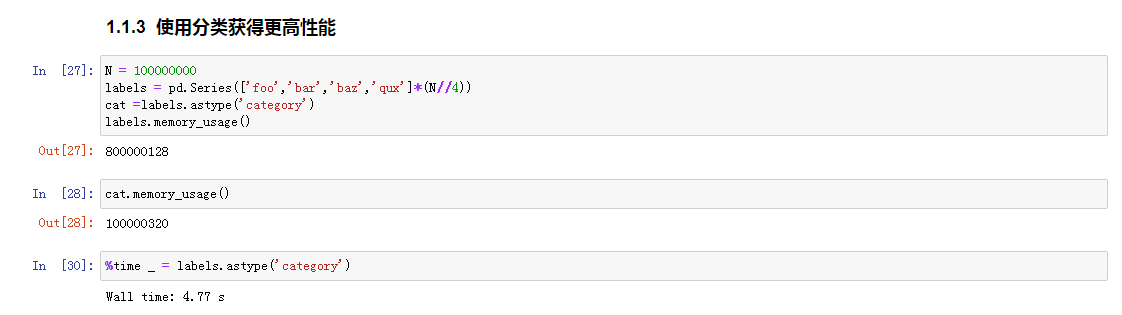 1.1.3 使用分类获得更高性能
In [27]: N = 100000000
labels = pd.Series(['foo','bar','baz','qux']*(N//4))
cat =labels.astype('category')
labels.memory_usage()
Out[27]: 800000128
In [28]: cat.memory_usage()
Out[28]: 100000320
In [30]: %time _ = labels.astype('category')
Wall time: 4.77 s